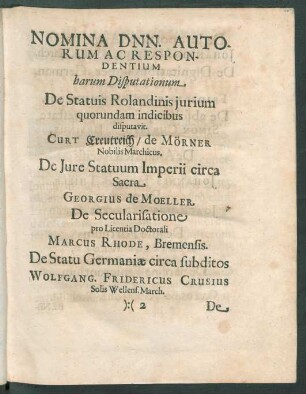 NOMINA DNN. AUTO-
RUM AC RESPON-
DENTIUM
harum Disputationum
De Statuis Rolandinis jurium
quorundam indicibus
disputavit.
CURT Creutreich / de MÖRNER
Nobilis Marchicus.
De Jure Statuum Imperii circa
Sacra
GEORGIUS de MOELLER.
De Secularisatione
pro Licentia Doctorali
MARCUS RHODE, Bremensis.
De Statu Germaniæ circa subditos
WOLFGANG. FRIDERICUS CRUSIUS
Solis Wellens. March.
):( 2 De